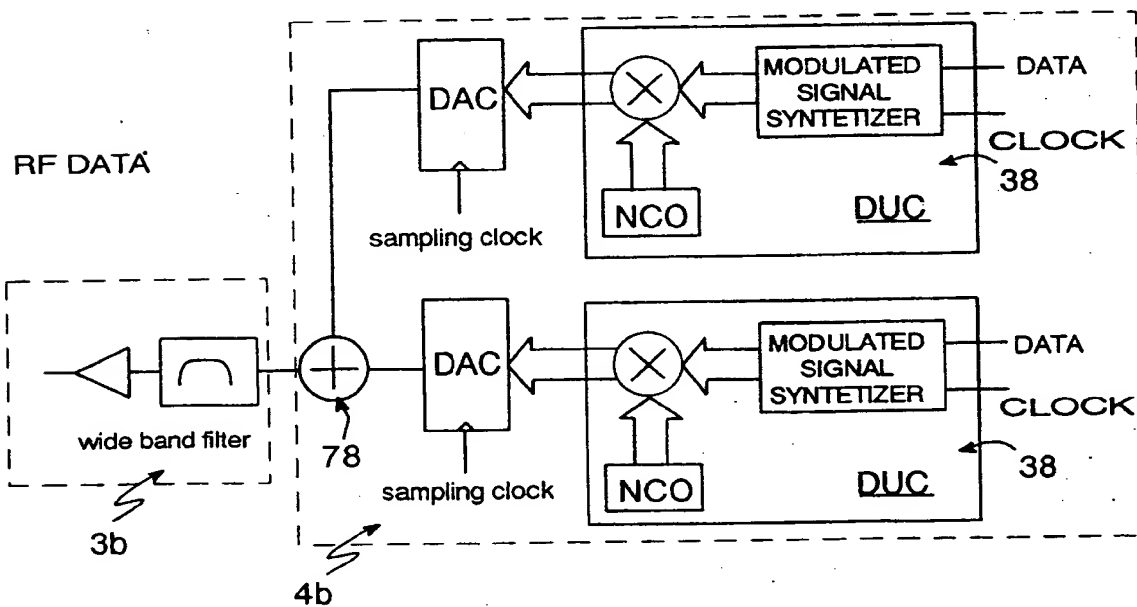 DAC
MODULATED
SIGNAL
SYNTETIZER
DATA
CLOCK
38
NCO
DUC
sampling clock
RF DATA
DAC
MODULATED
SIGNAL
SYNTETIZER
DATA
CLOCK
38
NCO
DUC
sampling clock
wide band filter
78
3b
4b